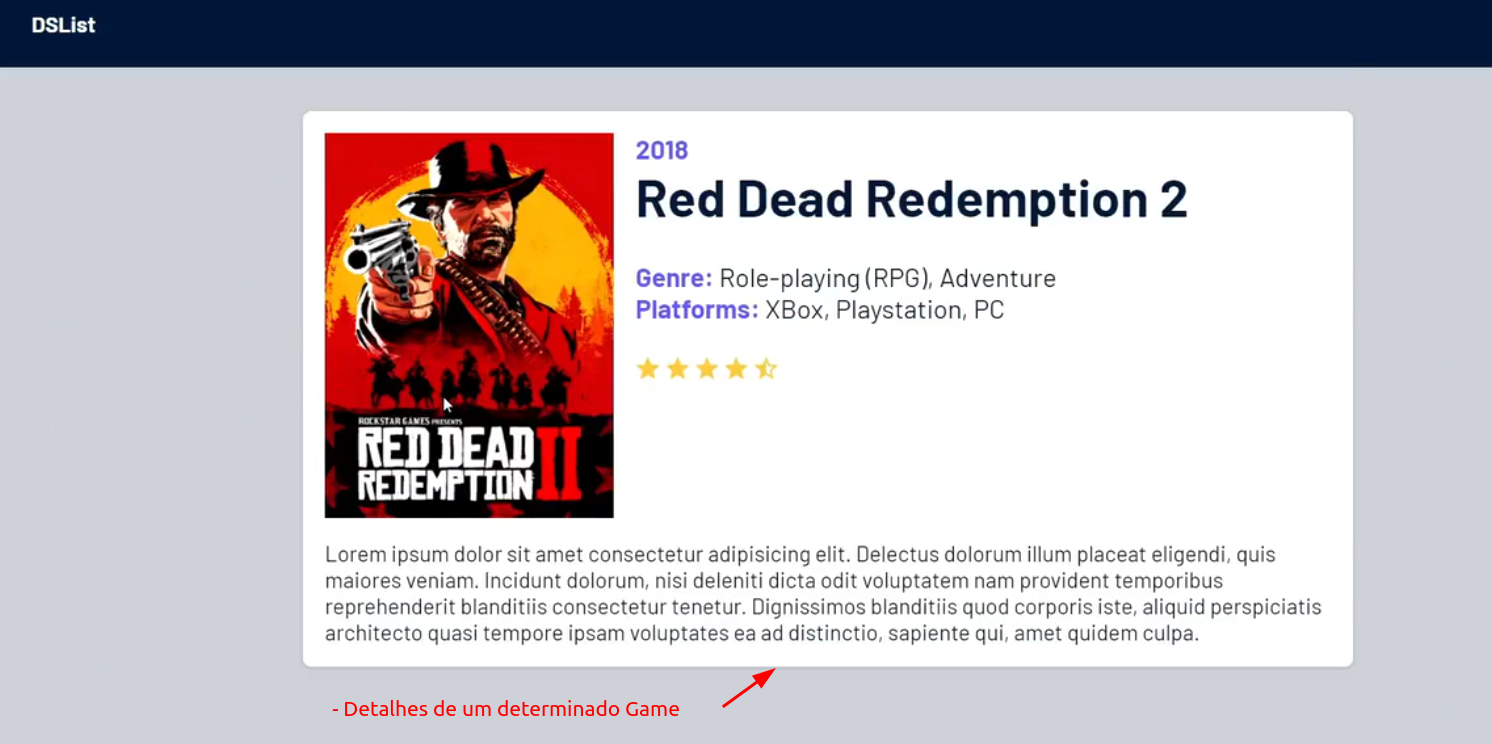 DSList
2018
Red Dead Redemption 2
Genre: Role-playing (RPG), Adventure
Platforms: XBox, Playstation, PC
ROCKSTAR GAMES PRESENTS
RED DEAD II
REDEMPTION
Lorem ipsum dolor sit amet consectetur adipisicing elit. Delectus dolorum illum placeat eligendi, quis
maiores veniam. Incidunt dolorum, nisi deleniti dicta odit voluptatem nam provident temporibus
reprehenderit blanditiis consectetur tenetur. Dignissimos blanditiis quod corporis iste, aliquid perspiciatis
architecto quasi tempore ipsam voluptates ea ad distinctio, sapiente qui, amet quidem culpa.
- Detalhes de um determinado Game